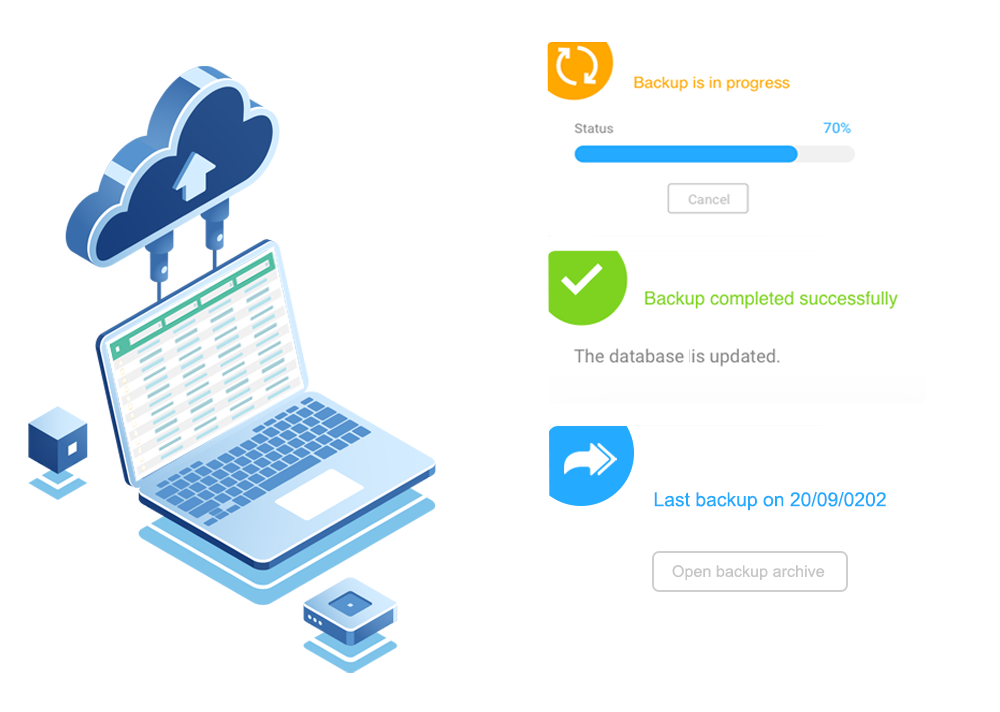 Backup is in progress
Status 70%
Cancel
Backup completed successfully
The database is updated.
Last backup on 20/09/0202
Open backup archive